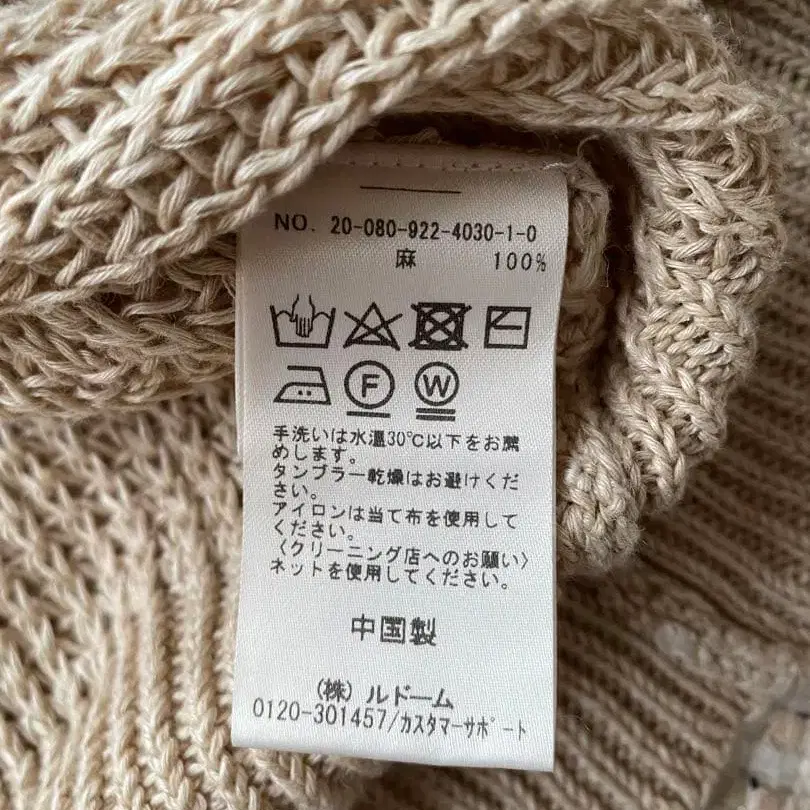 NO. 20-080-922-4030-1-0
麻 100%
F W
手洗いは水温30℃以下をお薦
めします。
タンブラー乾燥はお避けくだ
さい。
アイロンは当て布を使用して
ください。
〈クリーニング店へのお願い〉
ネットを使用してください。
中国製
(株) ルドーム
0120-301457/カスタマーサポート